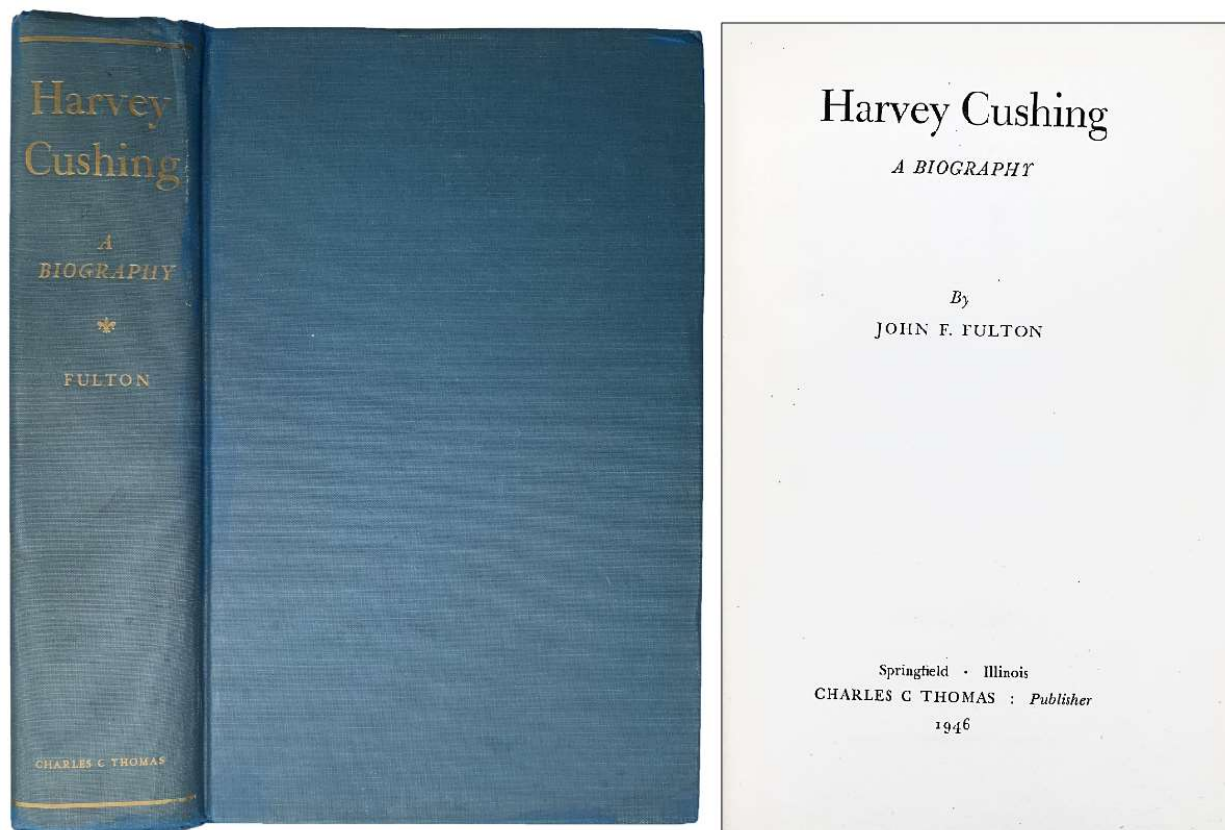 Harvey
Cushing
A
BIOGRAPHY
FULTON
CHARLES C THOMAS
Harvey Cushing
A BIOGRAPHY
By
JOHN F. FULTON
Springfield · Illinois
CHARLES C THOMAS : Publisher
1946